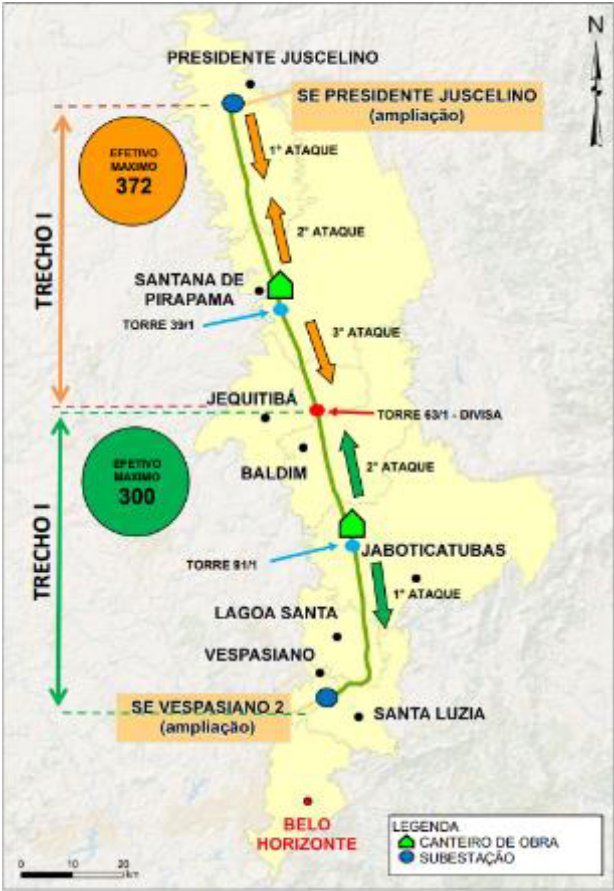 N
PRESIDENTE JUSCELINO
SE PRESIDENTE JUSCELINO
(ampliação)
EFETIVO
MAXIMO
372
1° ATAQUE
2° ATAQUE
TRECHO I
SANTANA DE
PIRAPAMA
TORRE 39/1
3° ATAQUE
JEQUITIBÁ
TORRE 63/1 - DIVISA
EFETIVO
MAXIMO
300
BALDIM
2° ATAQUE
TRECHO I
TORRE 91/1
JABOTICATUBAS
1° ATAQUE
LAGOA SANTA
VESPASIANO
SE VESPASIANO 2
(ampliação)
SANTA LUZIA
BELO
HORIZONTE
LEGENDA
CANTEIRO DE OBRA
SUBESTAÇÃO
0 10 20
km